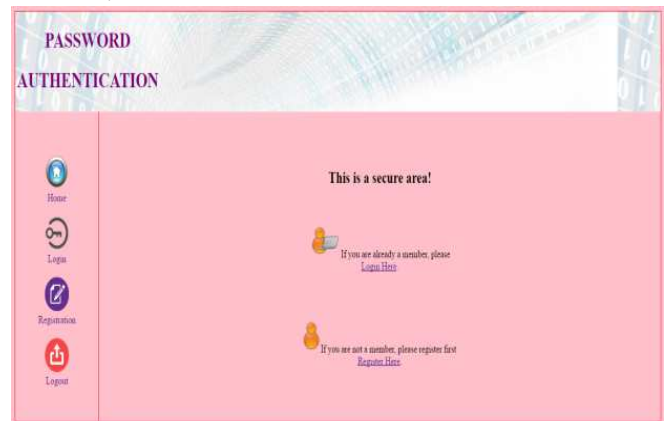 PASSWORD
AUTHENTICATION
Home
Login
Registration
Logout
This is a secure area!
If you are already a member, please
Login Here
If you are not a member, please register first
Register Here.